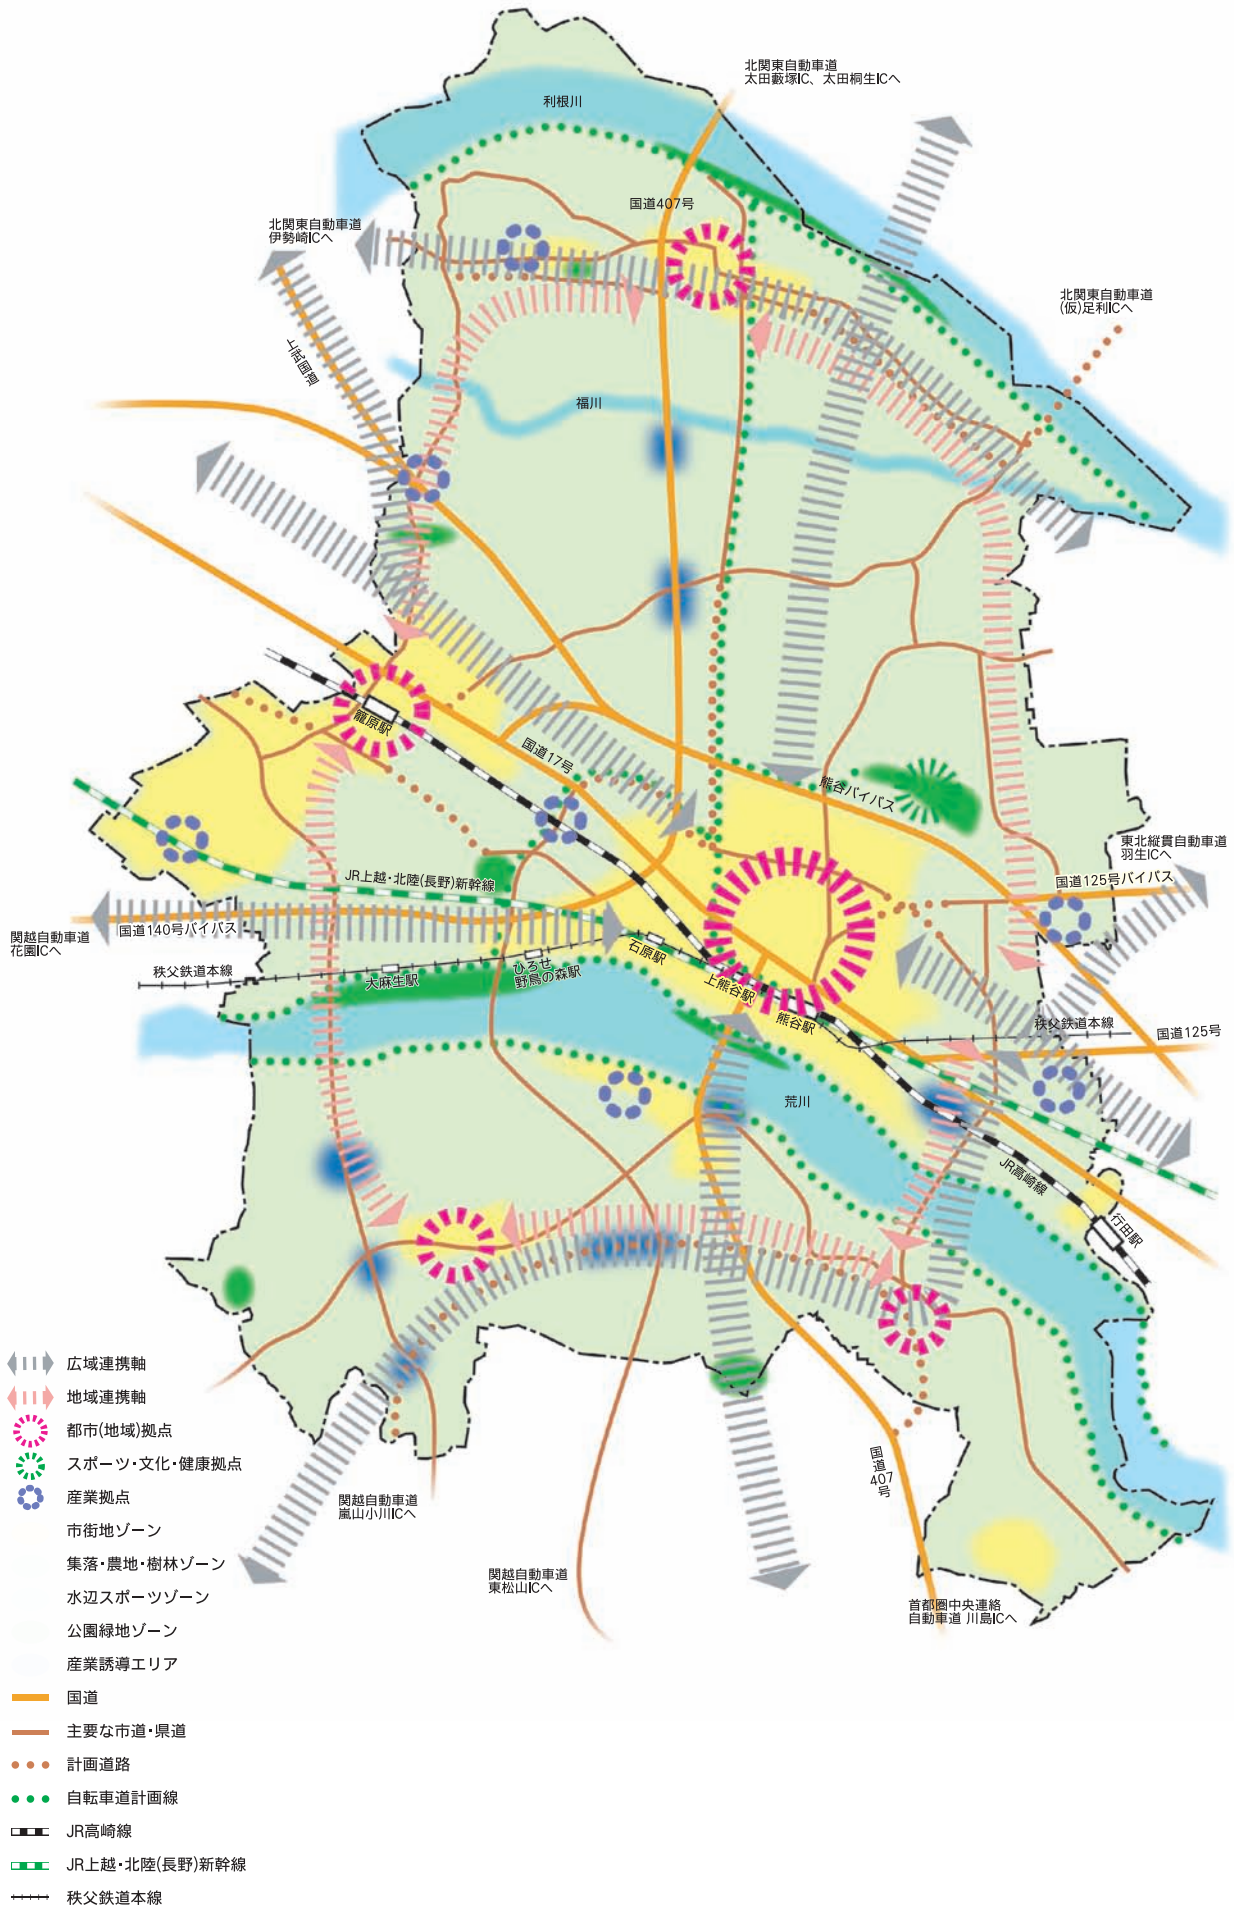 北関東自動車道
太田藪塚IC、太田桐生ICへ
利根川
国道407号
北関東自動車道
伊勢崎ICへ
北関東自動車道
(仮)足利ICへ
上武国道
福川
籠原駅
国道17号
熊谷バイパス
東北縦貫自動車道
羽生ICへ
国道125号バイパス
JR上越・北陸(長野)新幹線
国道140号バイパス
関越自動車道
花園ICへ
石原駅
秩父鉄道本線
大麻生駅
ひろせ
野鳥の森駅
上熊谷駅
熊谷駅
秩父鉄道本線
国道125号
荒川
JR高崎線
行田駅
国道407号
関越自動車道
嵐山小川ICへ
関越自動車道
東松山ICへ
首都圏中央連絡
自動車道 川島ICへ
広域連携軸
地域連携軸
都市(地域)拠点
スポーツ・文化・健康拠点
産業拠点
市街地ゾーン
集落・農地・樹林ゾーン
水辺スポーツゾーン
公園緑地ゾーン
産業誘導エリア
国道
主要な市道・県道
計画道路
自転車道計画線
JR高崎線
JR上越・北陸(長野)新幹線
秩父鉄道本線